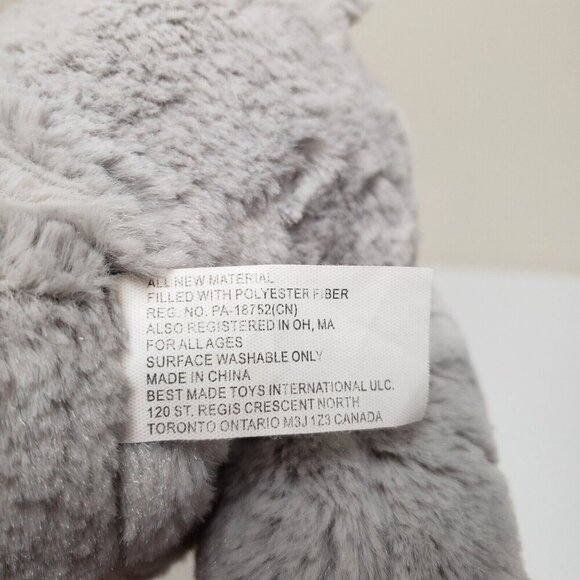 ALL NEW MATERIAL
FILLED WITH POLYESTER FIBER
REG. NO. PA-18752(CN)
ALSO REGISTERED IN OH, MA
FOR ALL AGES
SURFACE WASHABLE ONLY
MADE IN CHINA
BEST MADE TOYS INTERNATIONAL ULC.
120 ST. REGIS CRESCENT NORTH
TORONTO ONTARIO M3J 1Z3 CANADA